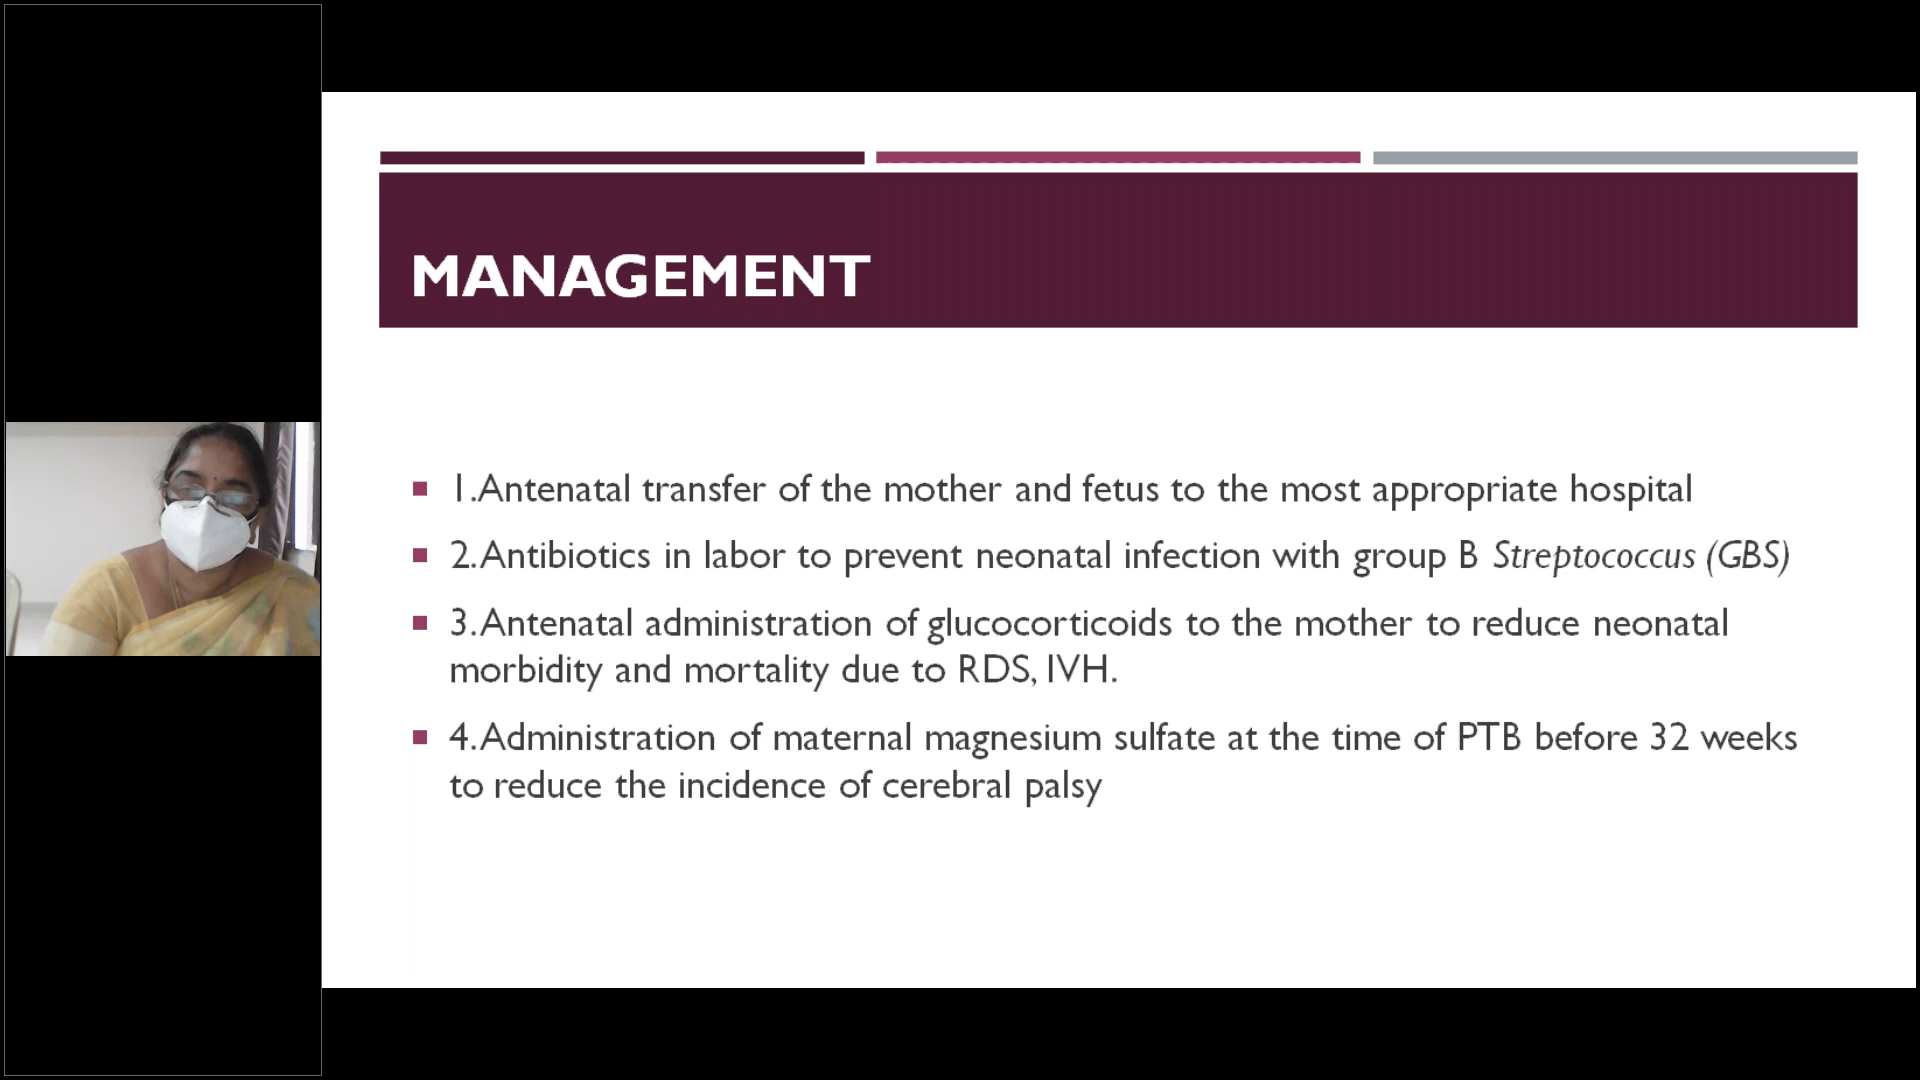 MANAGEMENT
1.Antenatal transfer of the mother and fetus to the most appropriate hospital
2.Antibiotics in labor to prevent neonatal infection with group B Streptococcus (GBS)
3.Antenatal administration of glucocorticoids to the mother to reduce neonatal
morbidity and mortality due to RDS, IVH.
4.Administration of maternal magnesium sulfate at the time of PTB before 32 weeks
to reduce the incidence of cerebral palsy